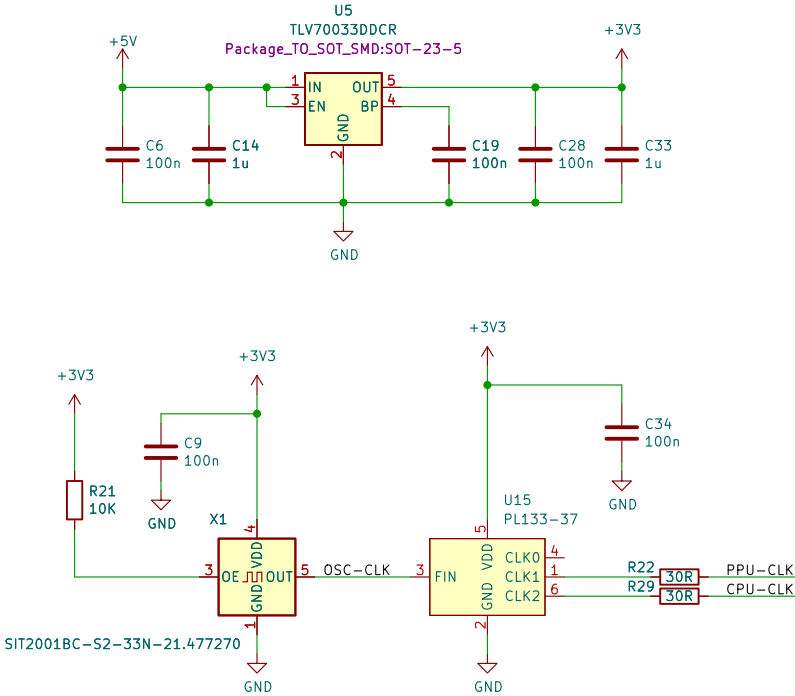 U5
TLV70033DDCR
Package_TO_SOT_SMD:SOT-23-5
+5V
+3V3
1 IN OUT 5
3 EN BP 4
GND
2
C6
100n
C14
1u
C19
100n
C28
100n
C33
1u
GND
+3V3
+3V3
+3V3
C9
100n
GND
C34
100n
GND
R21
10K
X1
4
VDD
3 OE OUT 5
GND
1
OSC-CLK
U15
PL133-37
5
VDD
CLK0 4
3 FIN CLK1 1
CLK2 6
GND
2
R22
30R
PPU-CLK
R29
30R
CPU-CLK
SIT2001BC-S2-33N-21.477270
GND
GND